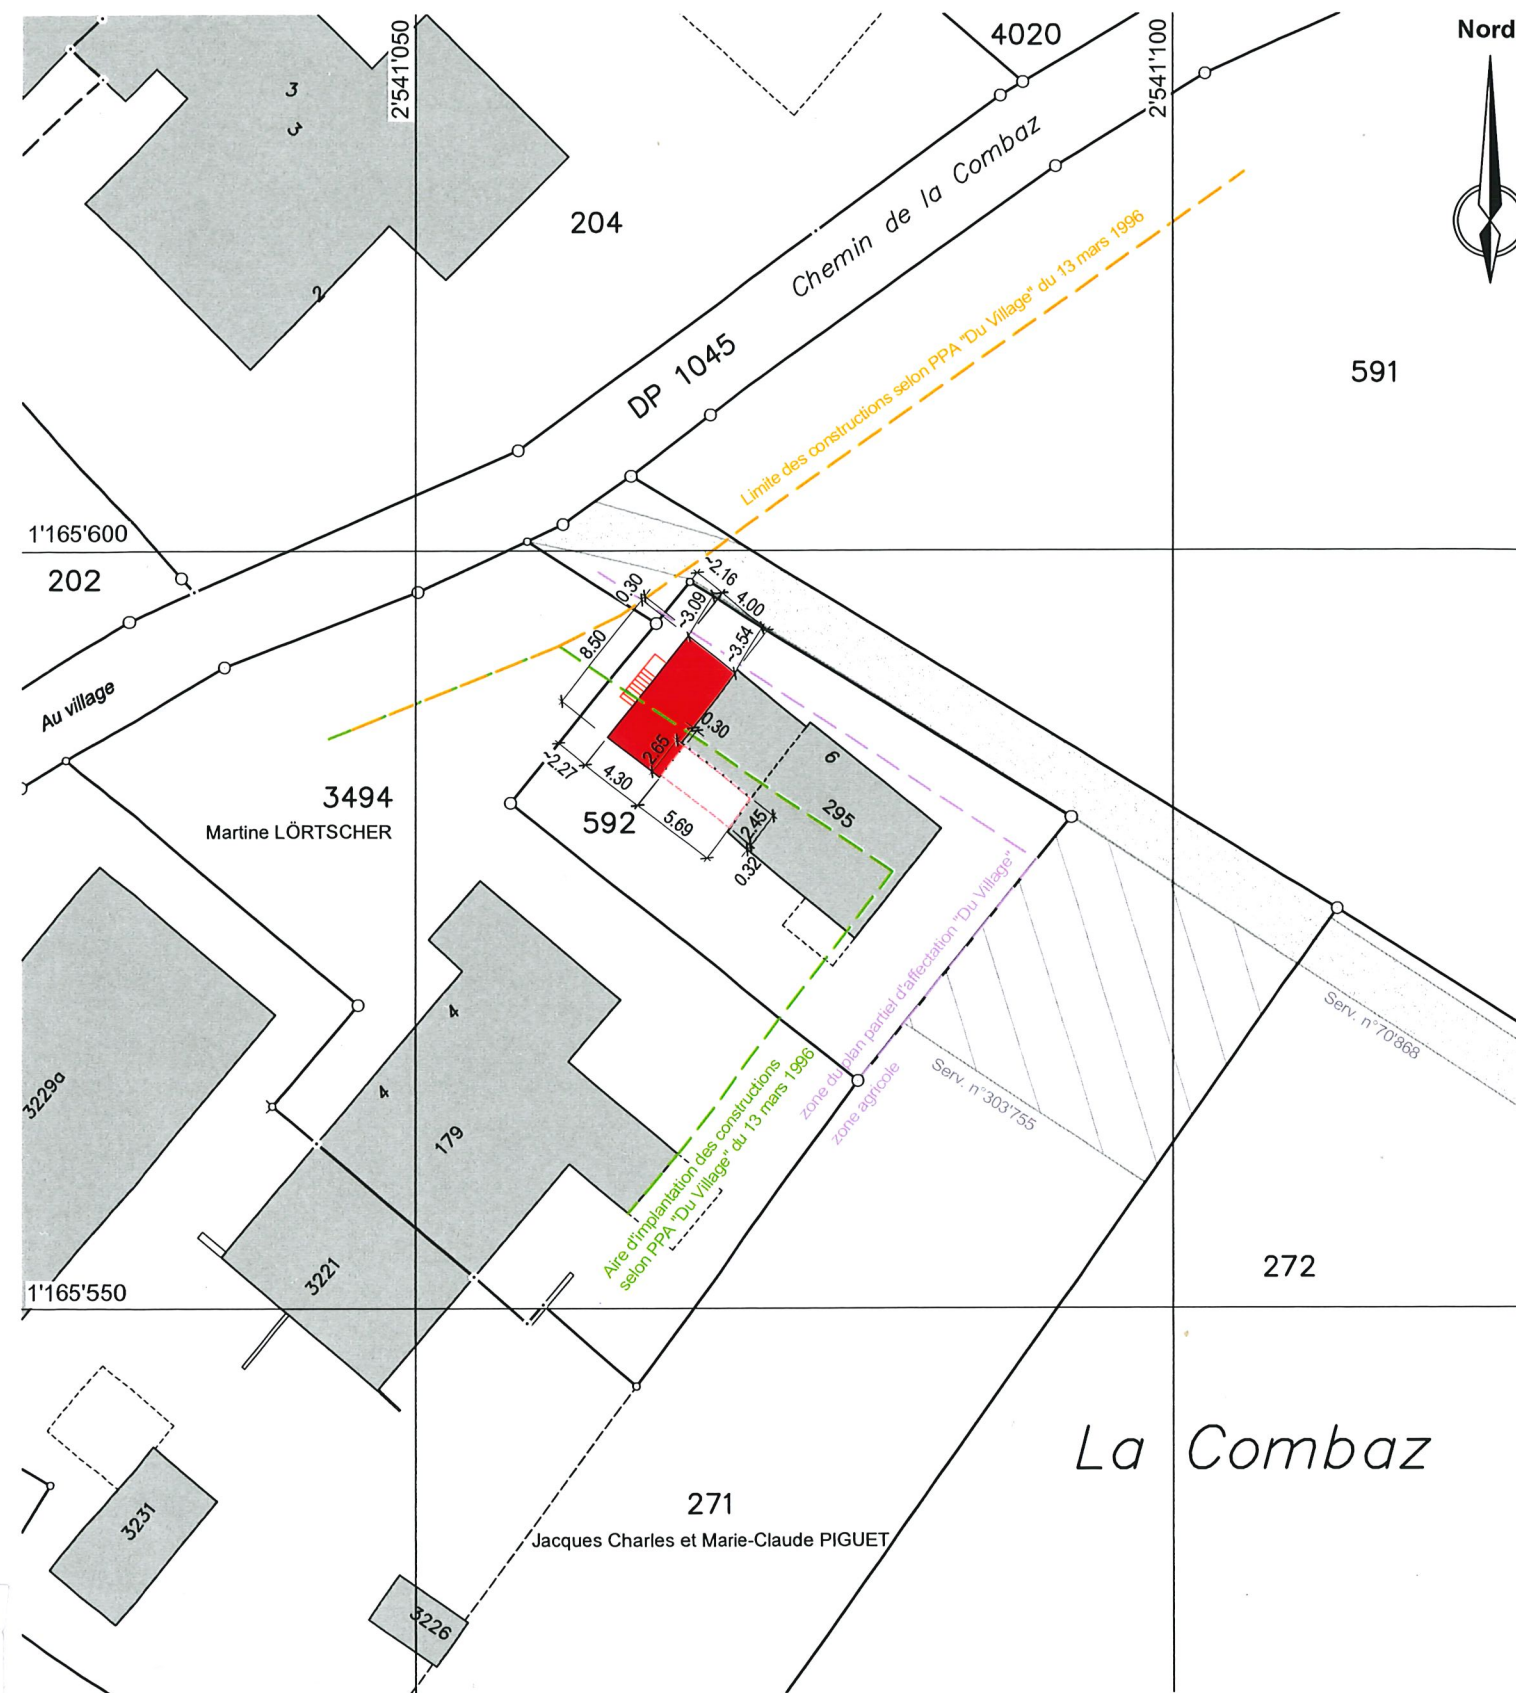 4020
Nord
2'541'050
2'541'100
3
3
204
2
Chemin de la Combaz
DP 1045
Limite des constructions selon PPA "Du Village" du 13 mars 1996
591
1'165'600
202
Au village
0.30
~2.16
4.00
~3.09
~3.54
8.50
0.30
2.65
~2.27
4.30
5.69
2.45
0.32
6
295
592
3494
Martine LÖRTSCHER
zone du plan partiel d'affectation "Du Village"
zone agricole
Serv. n°70'868
Serv. n°303'755
Aire d'implantation des constructions
selon PPA "Du Village" du 13 mars 1996
3229a
4
4
179
3221
272
1'165'550
La Combaz
271
Jacques Charles et Marie-Claude PIGUET
3231
3226